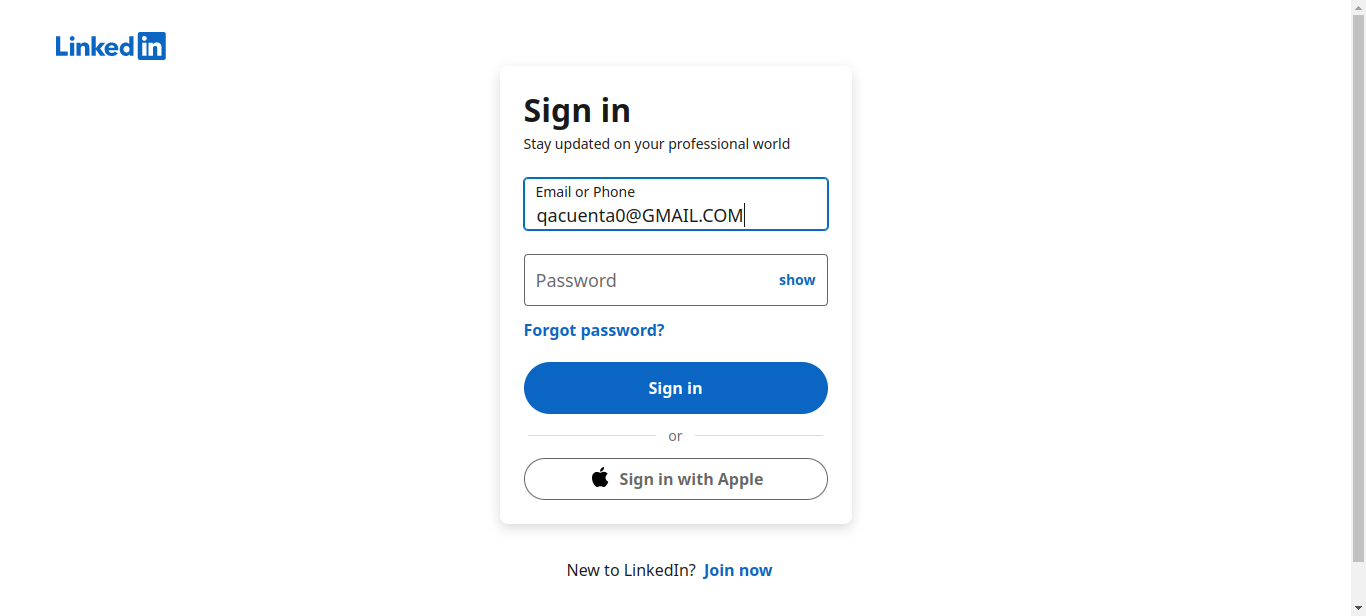 Linkedin
Sign in
Stay updated on your professional world
Email or Phone
qacuenta0@GMAIL.COM
Password show
Forgot password?
Sign in
or
Sign in with Apple
New to LinkedIn? Join now